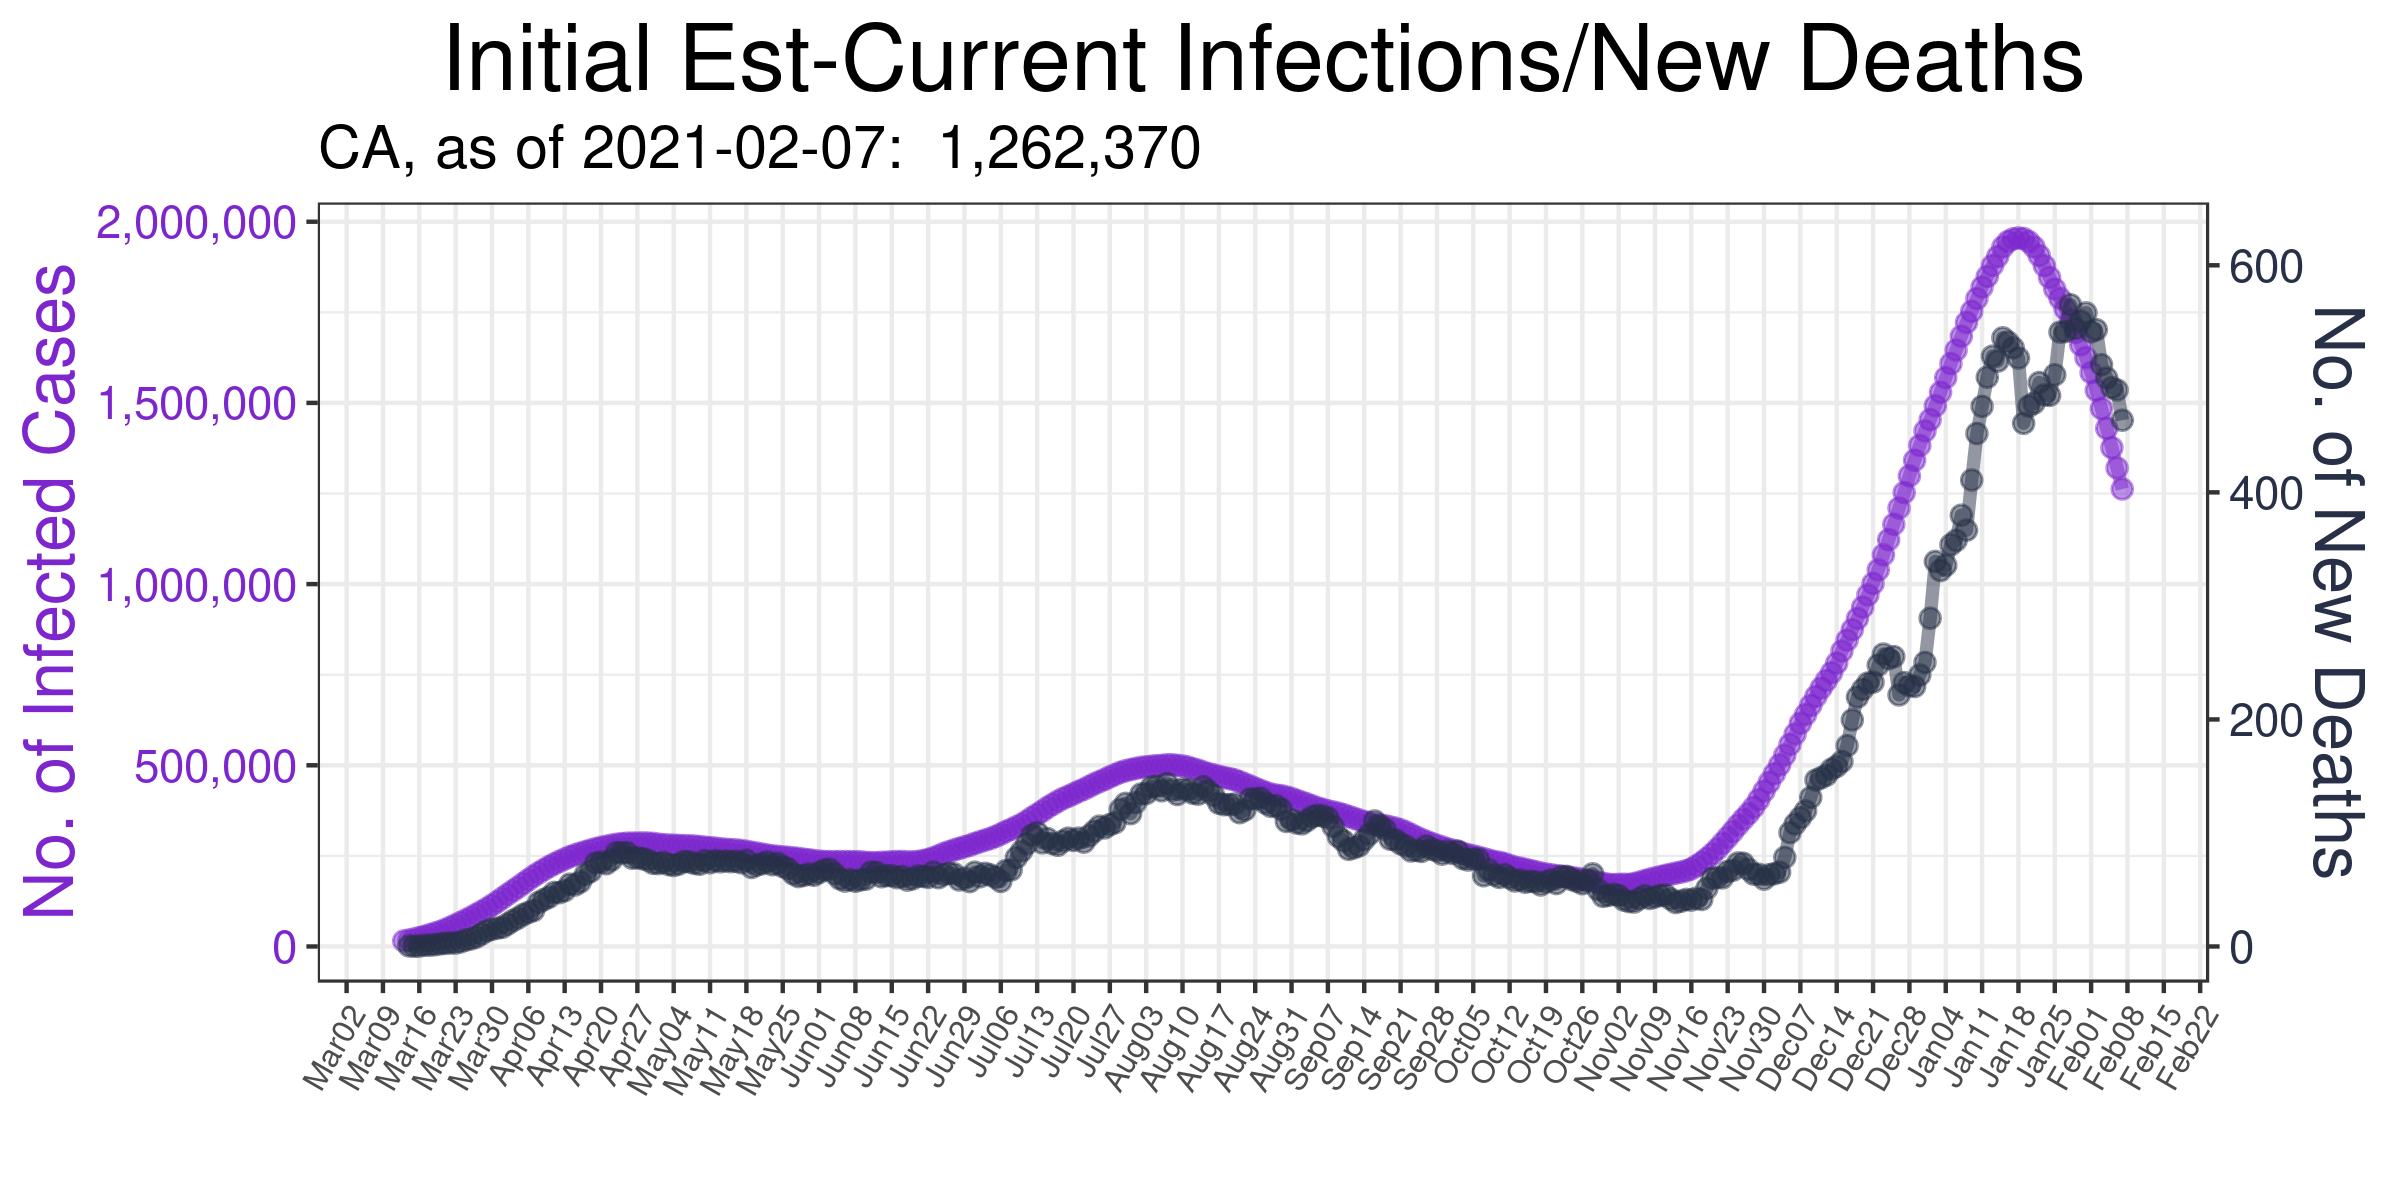 Initial Est-Current Infections/New Deaths
CA, as of 2021-02-07: 1,262,370
No. of Infected Cases
2,000,000
1,500,000
1,000,000
500,000
0
600
400
200
0
No. of New Deaths
Mar02
Mar09
Mar16
Mar23
Mar30
Apr06
Apr13
Apr20
Apr27
May04
May11
May18
May25
Jun01
Jun08
Jun15
Jun22
Jun29
Jul06
Jul13
Jul20
Jul27
Aug03
Aug10
Aug17
Aug24
Aug31
Sep07
Sep14
Sep21
Sep28
Oct05
Oct12
Oct19
Oct26
Nov02
Nov09
Nov16
Nov23
Nov30
Dec07
Dec14
Dec21
Dec28
Jan04
Jan11
Jan18
Jan25
Feb01
Feb08
Feb15
Feb22